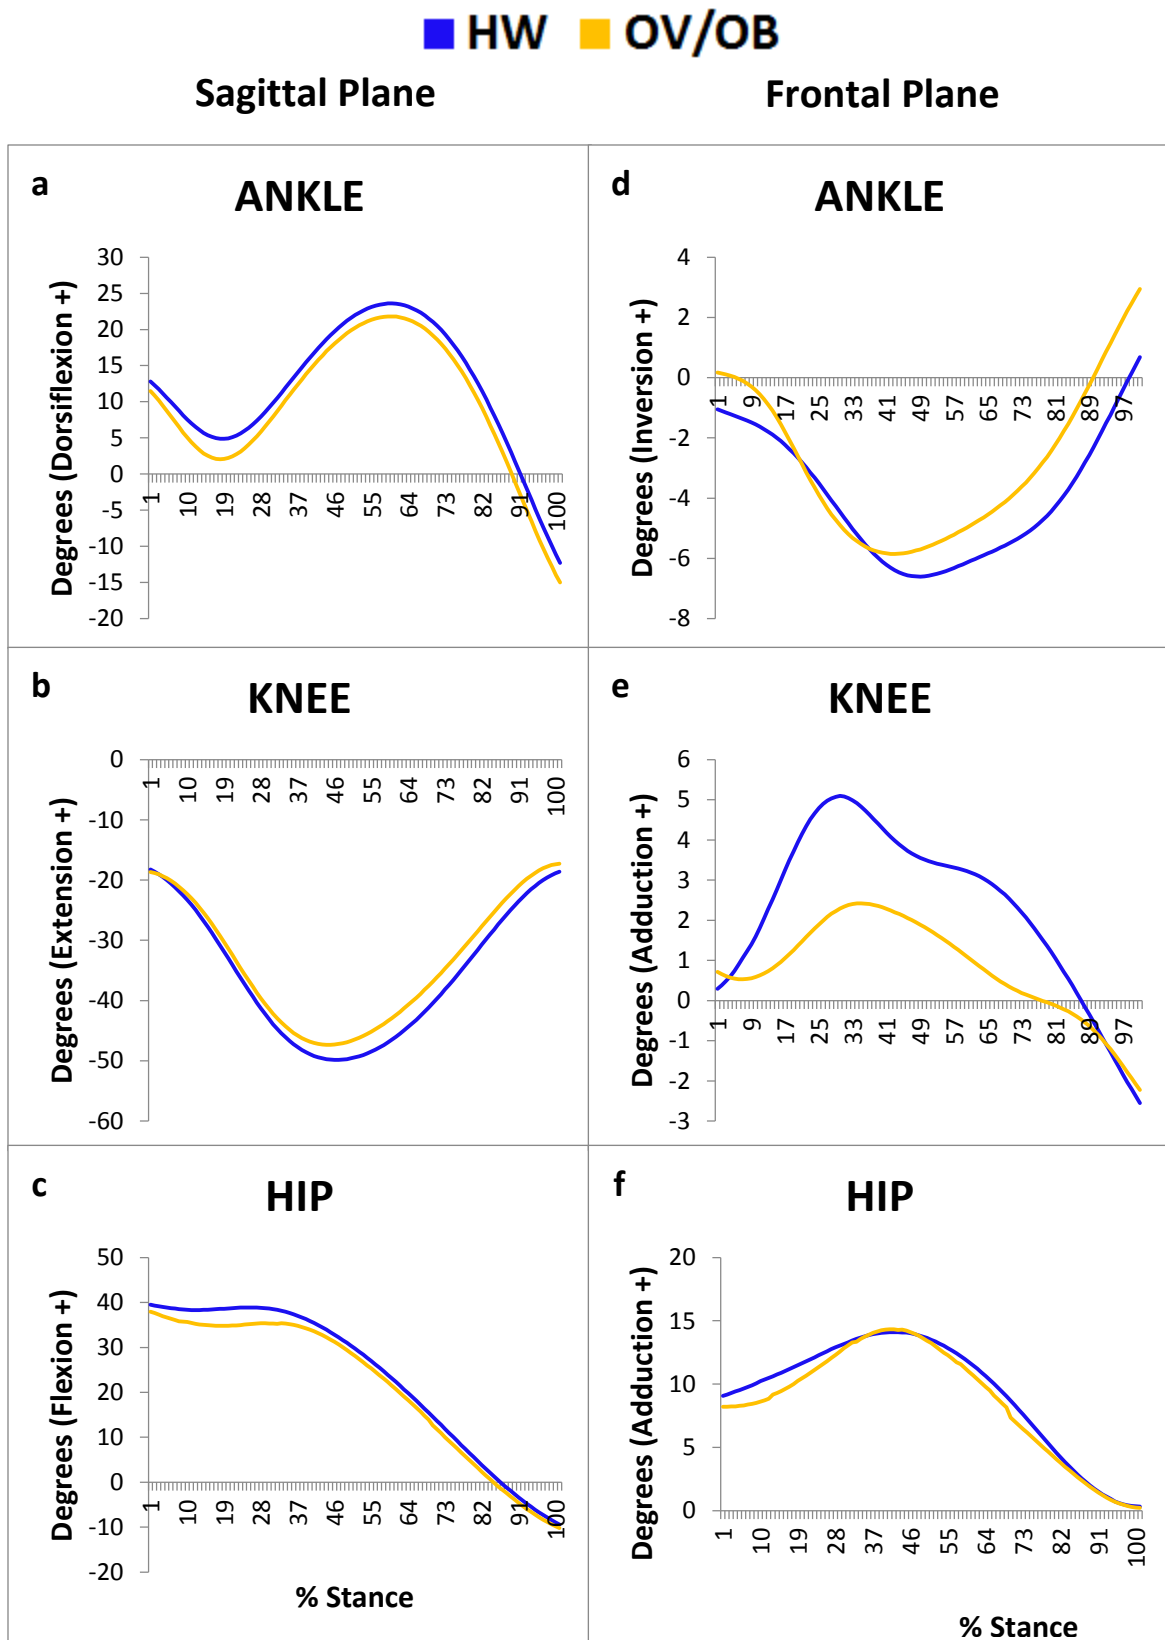 HW OV/OB
Sagittal Plane
Frontal Plane
a
ANKLE
Degrees (Dorsiflexion +)
30
25
20
15
10
5
0
-5
-10
-15
-20
1 10 19 28 37 46 55 64 73 82 91 100
d
ANKLE
Degrees (Inversion +)
4
2
0
-2
-4
-6
-8
1 9 17 25 33 41 49 57 65 73 81 89 97
b
KNEE
Degrees (Extension +)
0
-10
-20
-30
-40
-50
-60
1 10 19 28 37 46 55 64 73 82 91 100
e
KNEE
Degrees (Adduction +)
6
5
4
3
2
1
0
-1
-2
-3
1 9 17 25 33 41 49 57 65 73 81 89 97
c
HIP
Degrees (Flexion +)
50
40
30
20
10
0
-10
-20
1 10 19 28 37 46 55 64 73 82 91 100
% Stance
f
HIP
Degrees (Adduction +)
20
15
10
5
0
1 10 19 28 37 46 55 64 73 82 91 100
% Stance